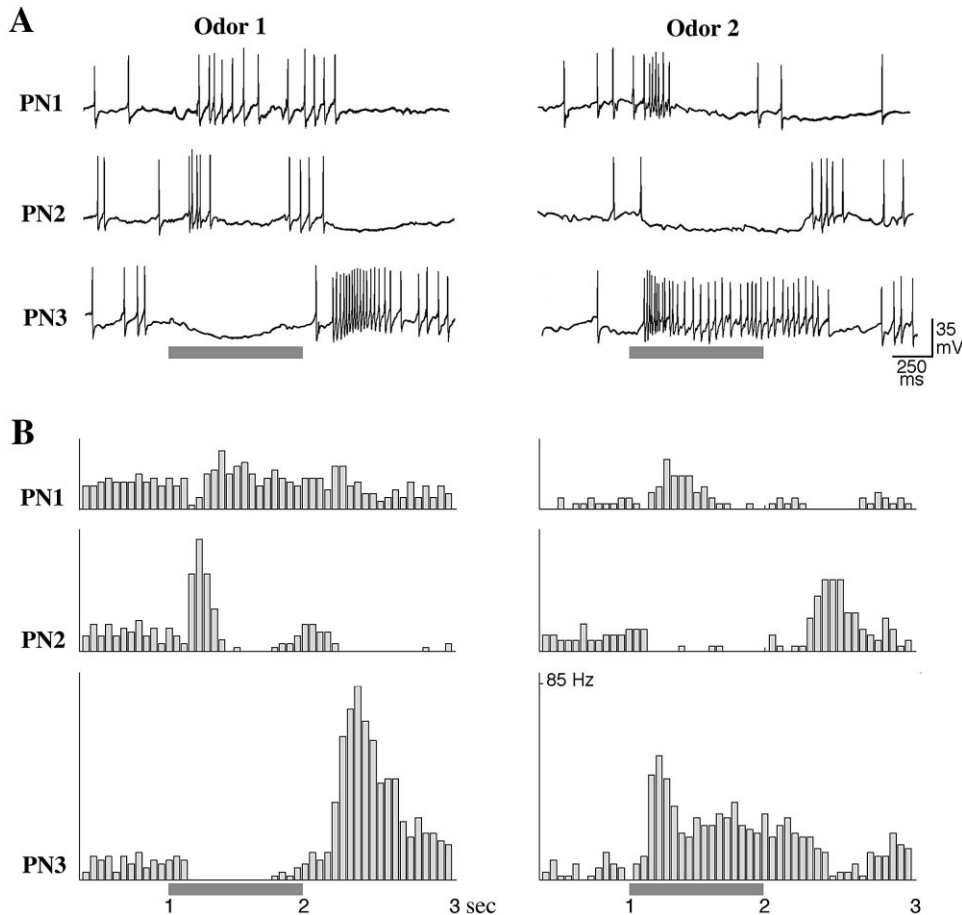 A
Odor 1
Odor 2
PN1
PN2
PN3
35
mV
250
ms
B
PN1
PN2
85 Hz
PN3
1
2
3 sec
1
2
3